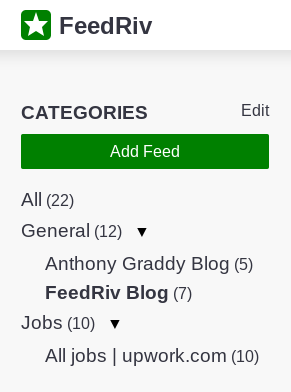 FeedRiv
CATEGORIES Edit
Add Feed
All (22)
General (12) ▼
Anthony Graddy Blog (5)
FeedRiv Blog (7)
Jobs (10) ▼
All jobs | upwork.com (10)